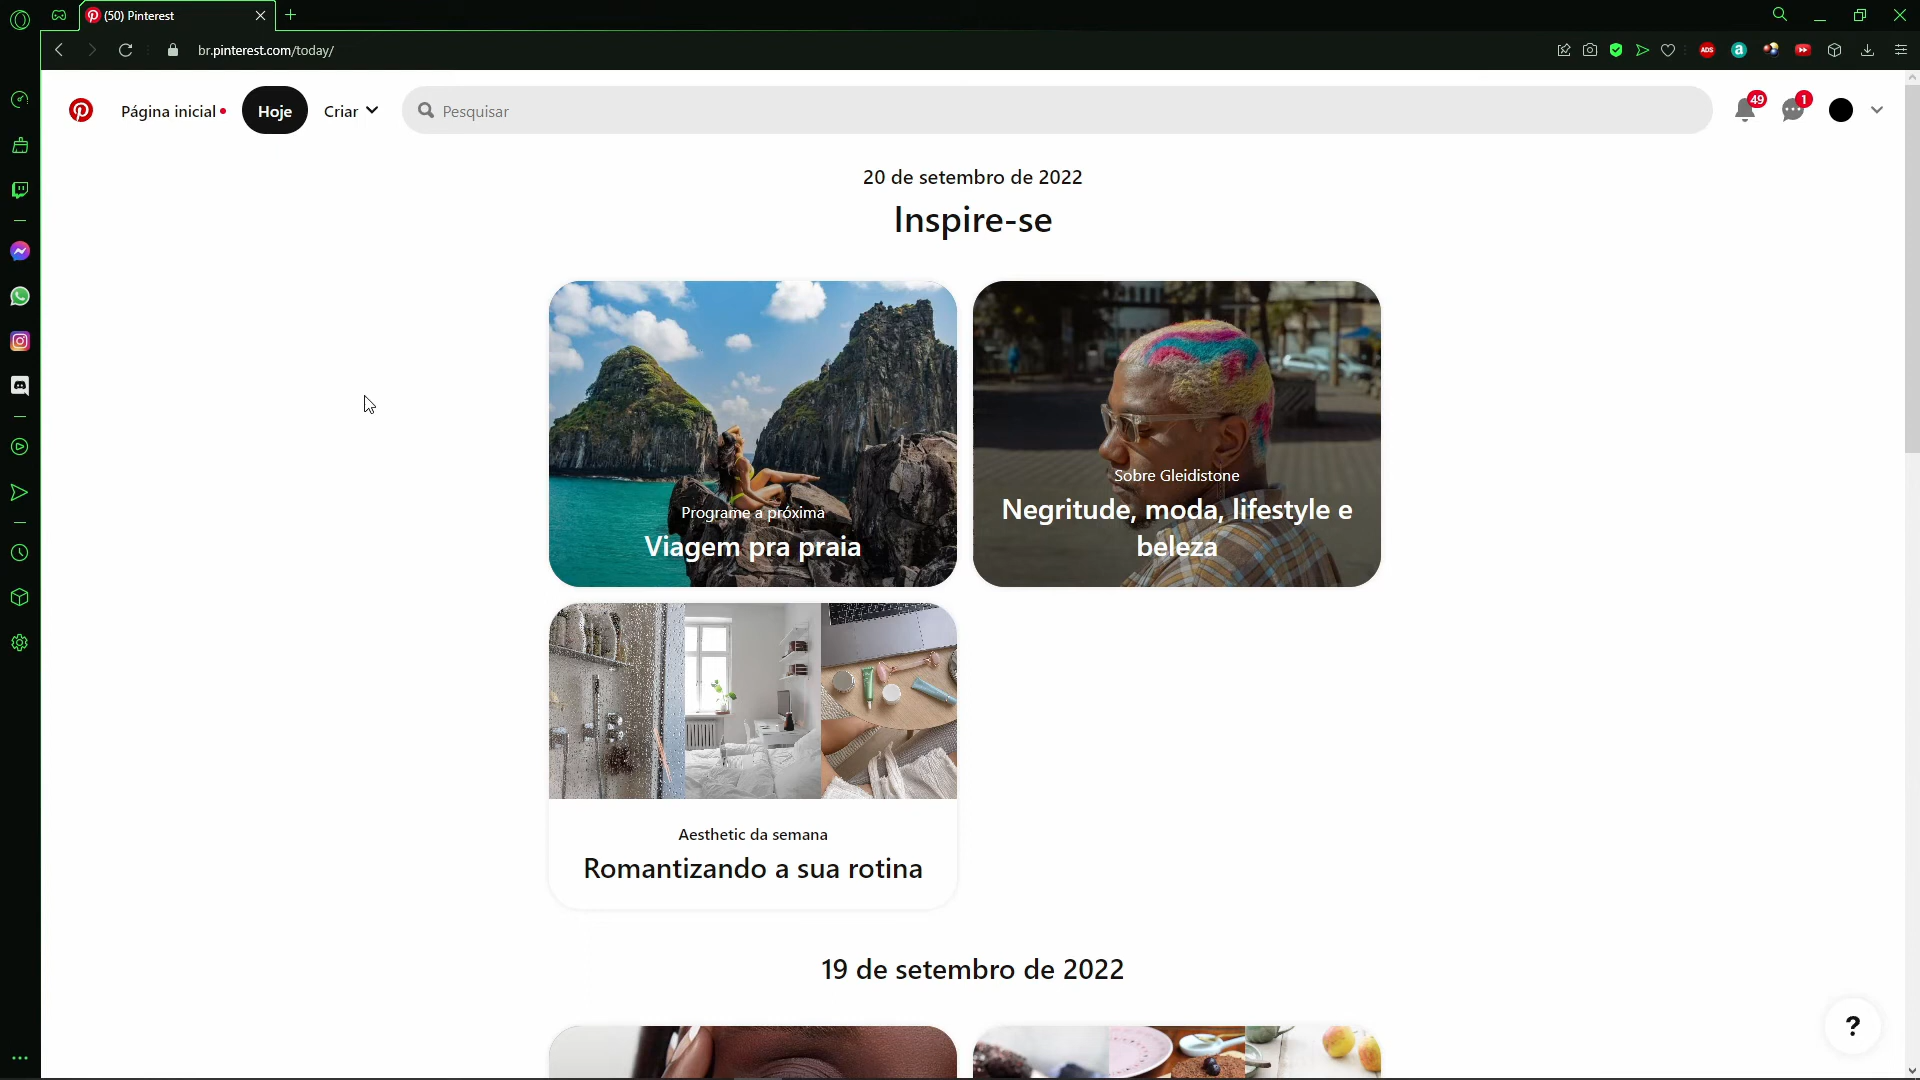 (50) Pinterest
br.pinterest.com/today/
ADS
a
Página inicial
Hoje
Criar
Pesquisar
49
1
20 de setembro de 2022
Inspire-se
Programe a próxima
Viagem pra praia
Sobre Gleidistone
Negritude, moda, lifestyle e
beleza
Aesthetic da semana
Romantizando a sua rotina
19 de setembro de 2022
?